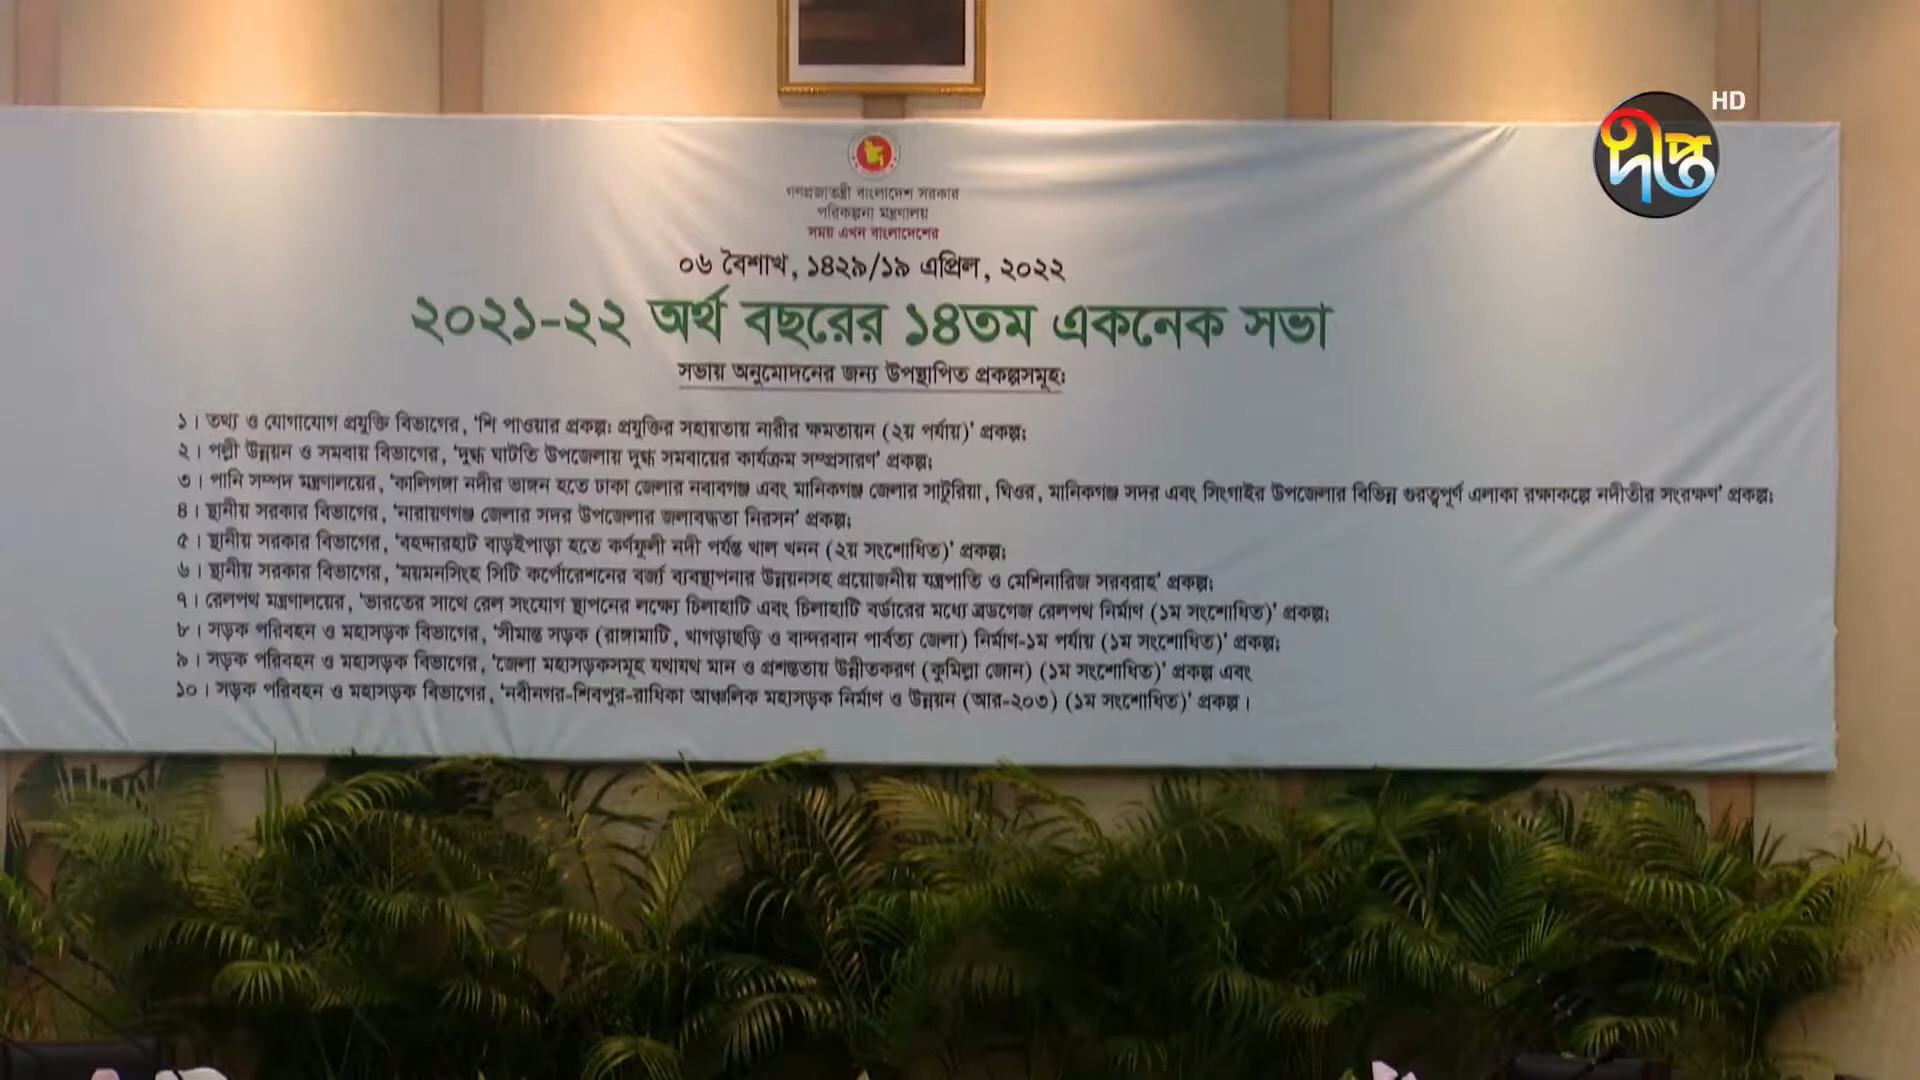 HD
দীপ্ত
গণপ্রজাতন্ত্রী বাংলাদেশ সরকার
পরিকল্পনা মন্ত্রণালয়
সময় এখন বাংলাদেশের
০৬ বৈশাখ, ১৪২৯/১৯ এপ্রিল, ২০২২
২০২১-২২ অর্থ বছরের ১৪তম একনেক সভা
সভায় অনুমোদনের জন্য উপস্থাপিত প্রকল্পসমূহঃ
১। তথ্য ও যোগাযোগ প্রযুক্তি বিভাগের, ‘শি পাওয়ার প্রকল্প: প্রযুক্তির সহায়তায় নারীর ক্ষমতায়ন (২য় পর্যায়)’ প্রকল্প;
২। পল্লী উন্নয়ন ও সমবায় বিভাগের, ‘দুগ্ধ ঘাটতি উপজেলায় দুগ্ধ সমবায়ের কার্যক্রম সম্প্রসারণ’ প্রকল্প;
৩। পানি সম্পদ মন্ত্রণালয়ের, ‘কালিগঙ্গা নদীর ভাঙ্গন হতে ঢাকা জেলার নবাবগঞ্জ এবং মানিকগঞ্জ জেলার সাটুরিয়া, ঘিওর, মানিকগঞ্জ সদর এবং সিংগাইর উপজেলার বিভিন্ন গুরত্বপূর্ণ এলাকা রক্ষাকল্পে নদীতীর সংরক্ষণ’ প্রকল্প;
৪। স্থানীয় সরকার বিভাগের, ‘নারায়ণগঞ্জ জেলার সদর উপজেলার জলাবদ্ধতা নিরসন’ প্রকল্প;
৫। স্থানীয় সরকার বিভাগের, ‘বহদ্দারহাট বাড়ইপাড়া হতে কর্ণফুলী নদী পর্যন্ত খাল খনন (২য় সংশোধিত)’ প্রকল্প;
৬। স্থানীয় সরকার বিভাগের, ‘ময়মনসিংহ সিটি কর্পোরেশনের বর্জ্য ব্যবস্থাপনার উন্নয়নসহ প্রয়োজনীয় যন্ত্রপাতি ও মেশিনারিজ সরবরাহ’ প্রকল্প;
৭। রেলপথ মন্ত্রণালয়ের, ‘ভারতের সাথে রেল সংযোগ স্থাপনের লক্ষ্যে চিলাহাটি এবং চিলাহাটি বর্ডারের মধ্যে ব্রডগেজ রেলপথ নির্মাণ (১ম সংশোধিত)’ প্রকল্প;
৮। সড়ক পরিবহন ও মহাসড়ক বিভাগের, ‘সীমান্ত সড়ক (রাঙ্গামাটি, খাগড়াছড়ি ও বান্দরবান পার্বত্য জেলা) নির্মাণ-১ম পর্যায় (১ম সংশোধিত)’ প্রকল্প;
৯। সড়ক পরিবহন ও মহাসড়ক বিভাগের, ‘জেলা মহাসড়কসমূহ যথাযথ মান ও প্রশস্ততায় উন্নীতকরণ (কুমিল্লা জোন) (১ম সংশোধিত)’ প্রকল্প এবং
১০। সড়ক পরিবহন ও মহাসড়ক বিভাগের, ‘নবীনগর-শিবপুর-রাধিকা আঞ্চলিক মহাসড়ক নির্মাণ ও উন্নয়ন (আর-২০৩) (১ম সংশোধিত)’ প্রকল্প।